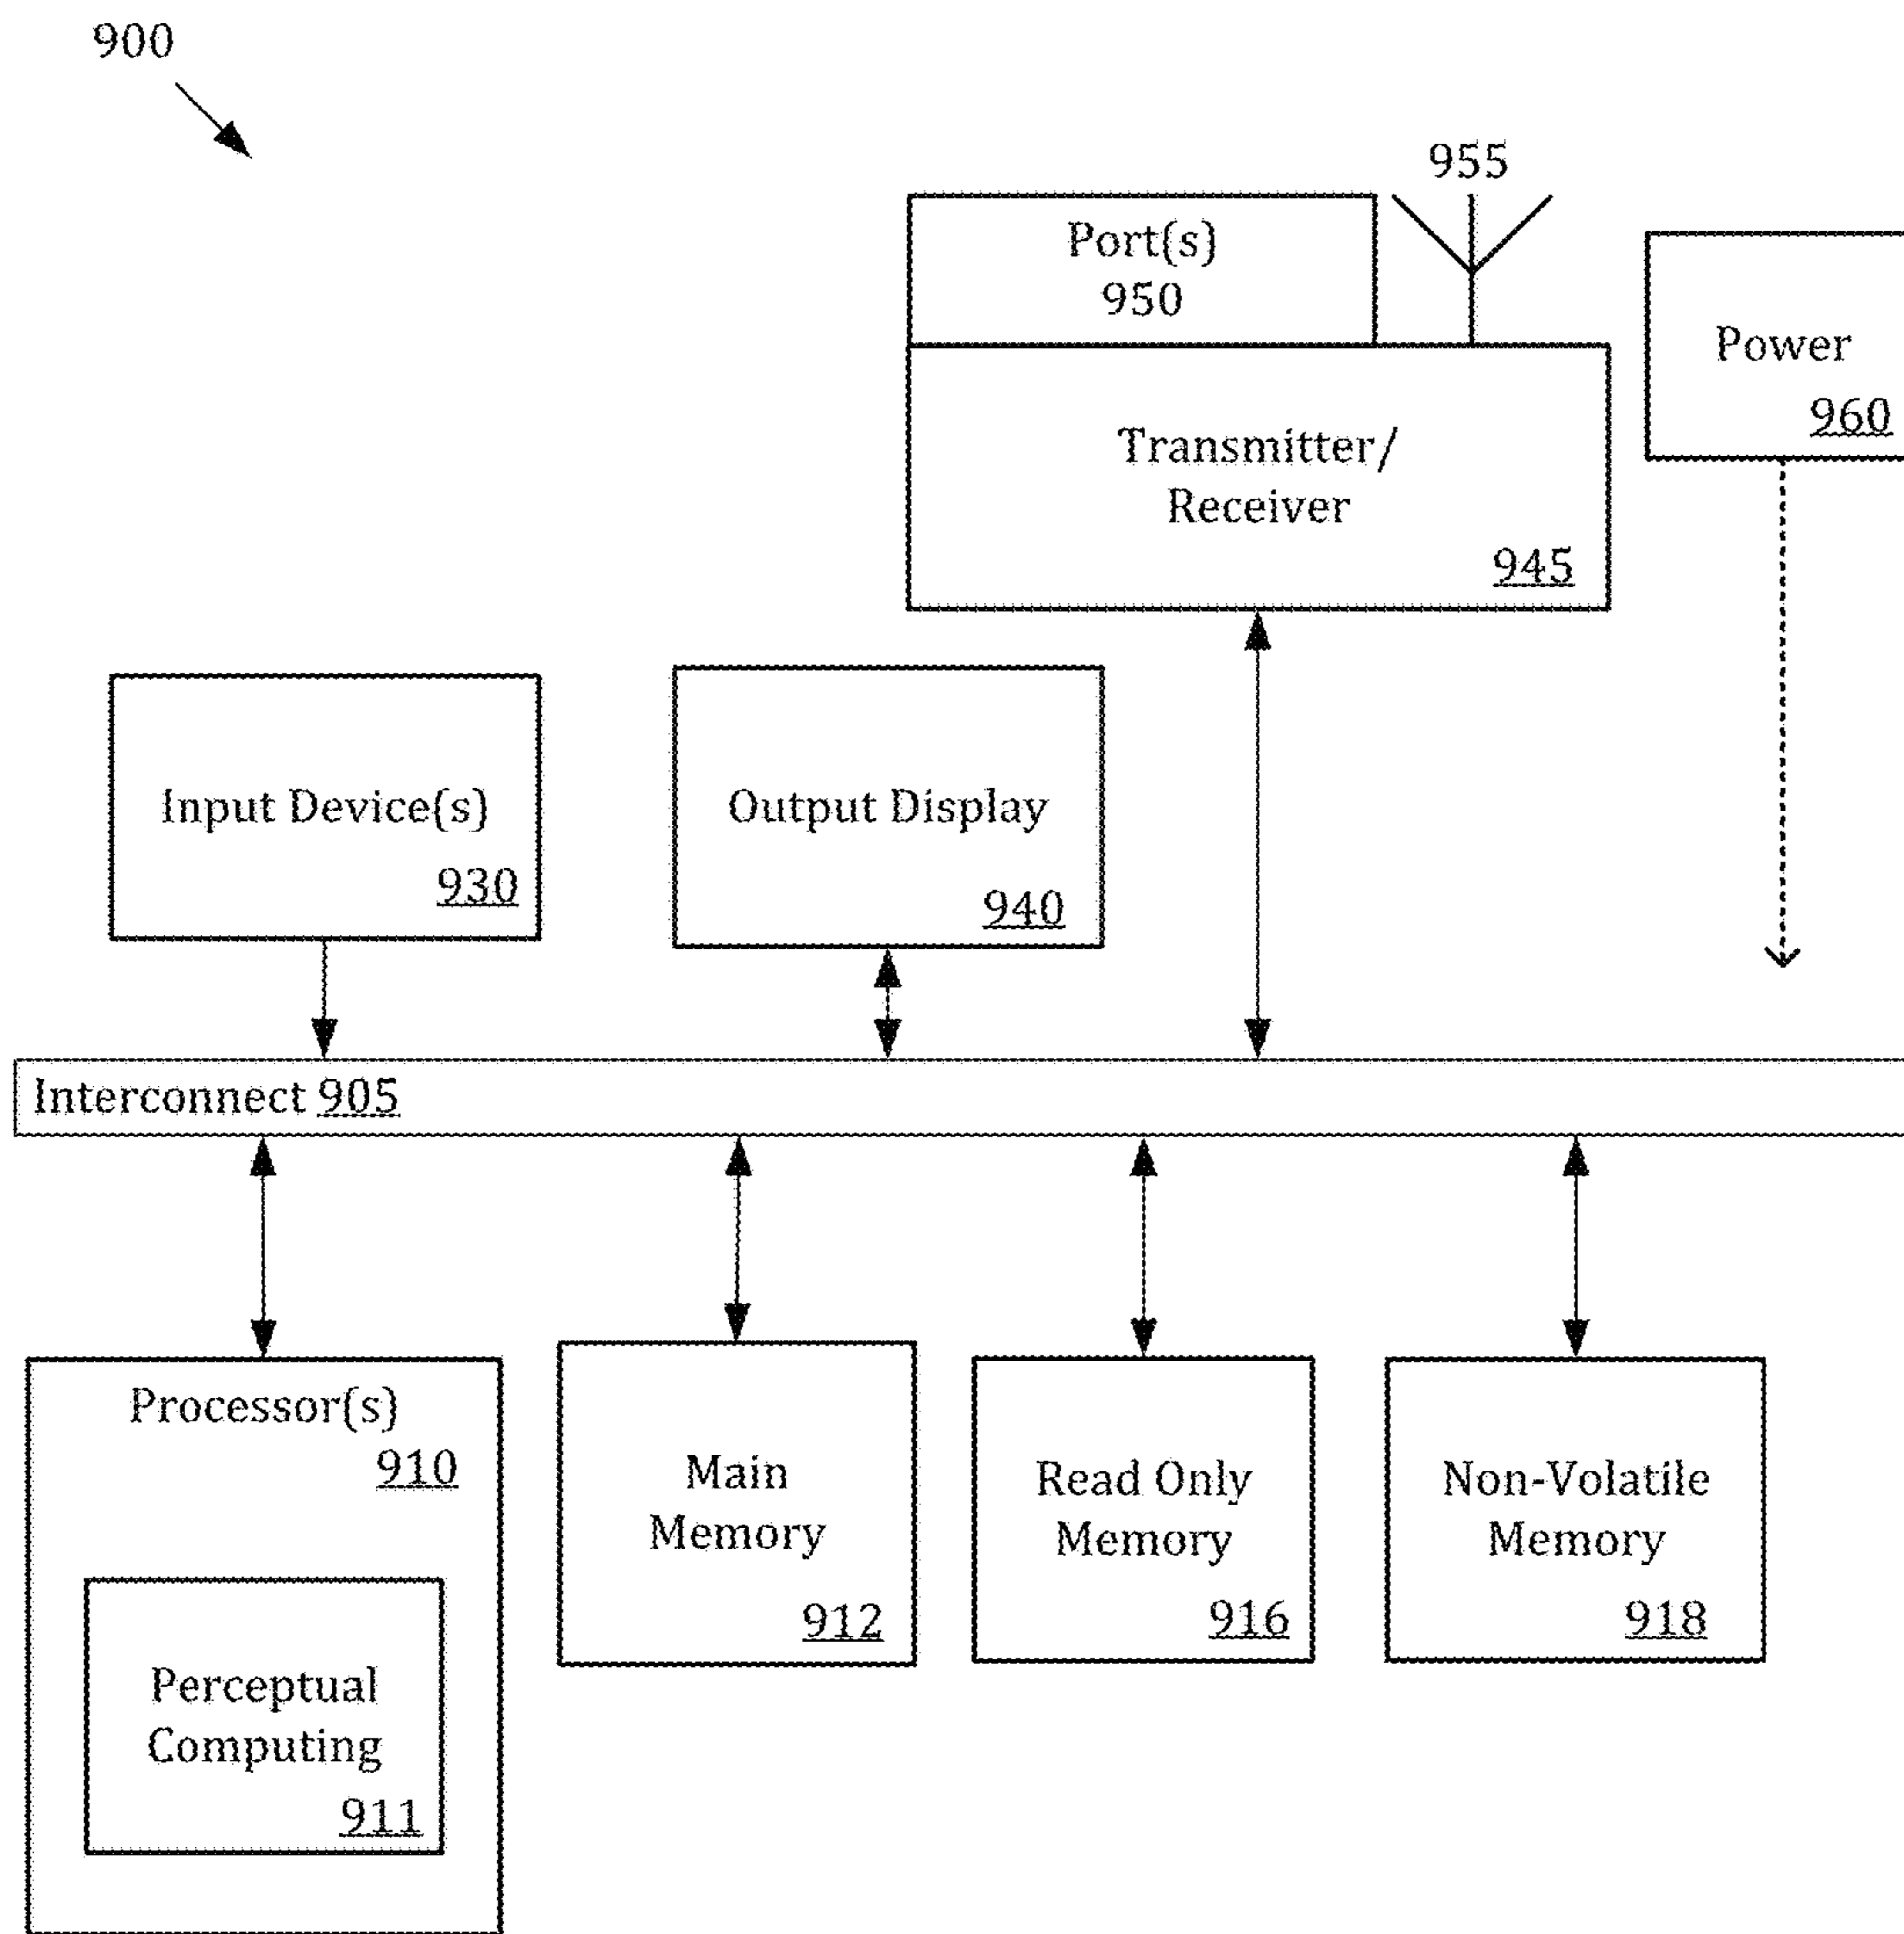 900
955
Port(s)
950
Power
960
Transmitter/
Receiver
945
Input Device(s)
930
Output Display
940
Interconnect 905
Processor(s)
910
Main
Memory
912
Read Only
Memory
916
Non-Volatile
Memory
918
Perceptual
Computing
911